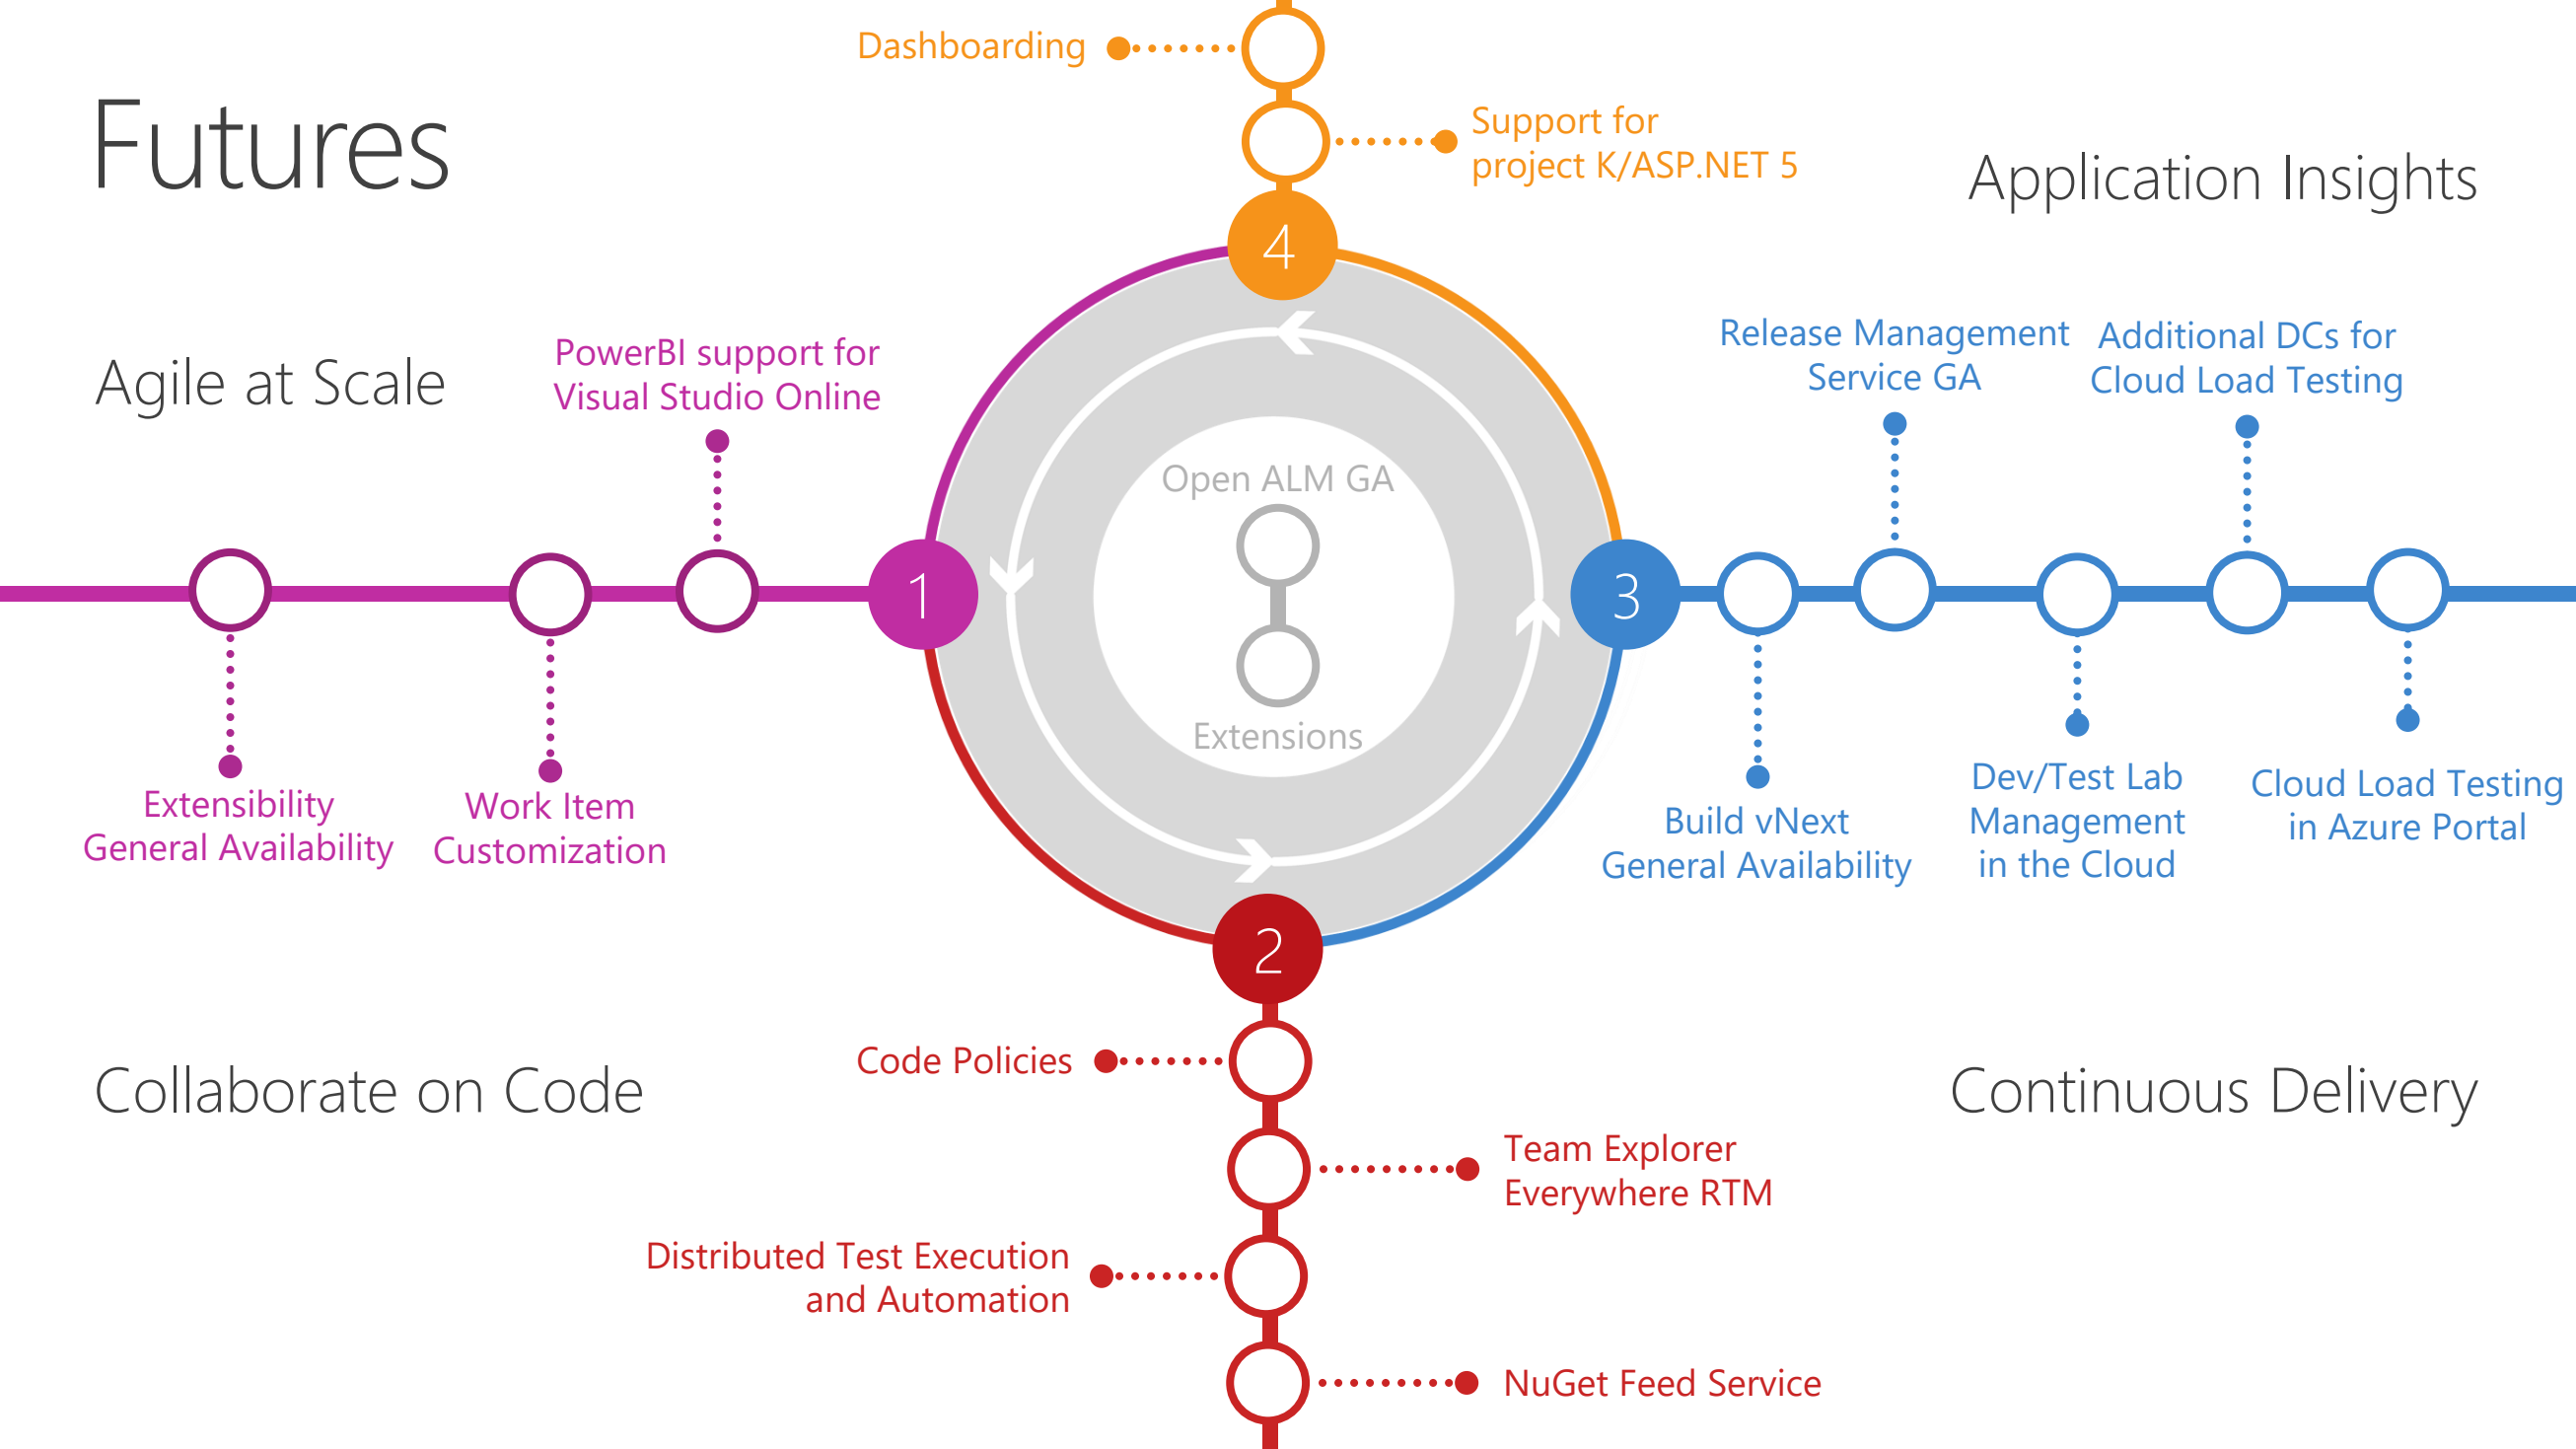 Futures
Dashboarding
Support for
project K/ASP.NET 5
Application Insights
4
Agile at Scale
PowerBI support for
Visual Studio Online
Release Management
Service GA
Additional DCs for
Cloud Load Testing
Open ALM GA
1
3
Extensions
Extensibility
General Availability
Work Item
Customization
Build vNext
General Availability
Dev/Test Lab
Management
in the Cloud
Cloud Load Testing
in Azure Portal
2
Collaborate on Code
Code Policies
Continuous Delivery
Team Explorer
Everywhere RTM
Distributed Test Execution
and Automation
NuGet Feed Service